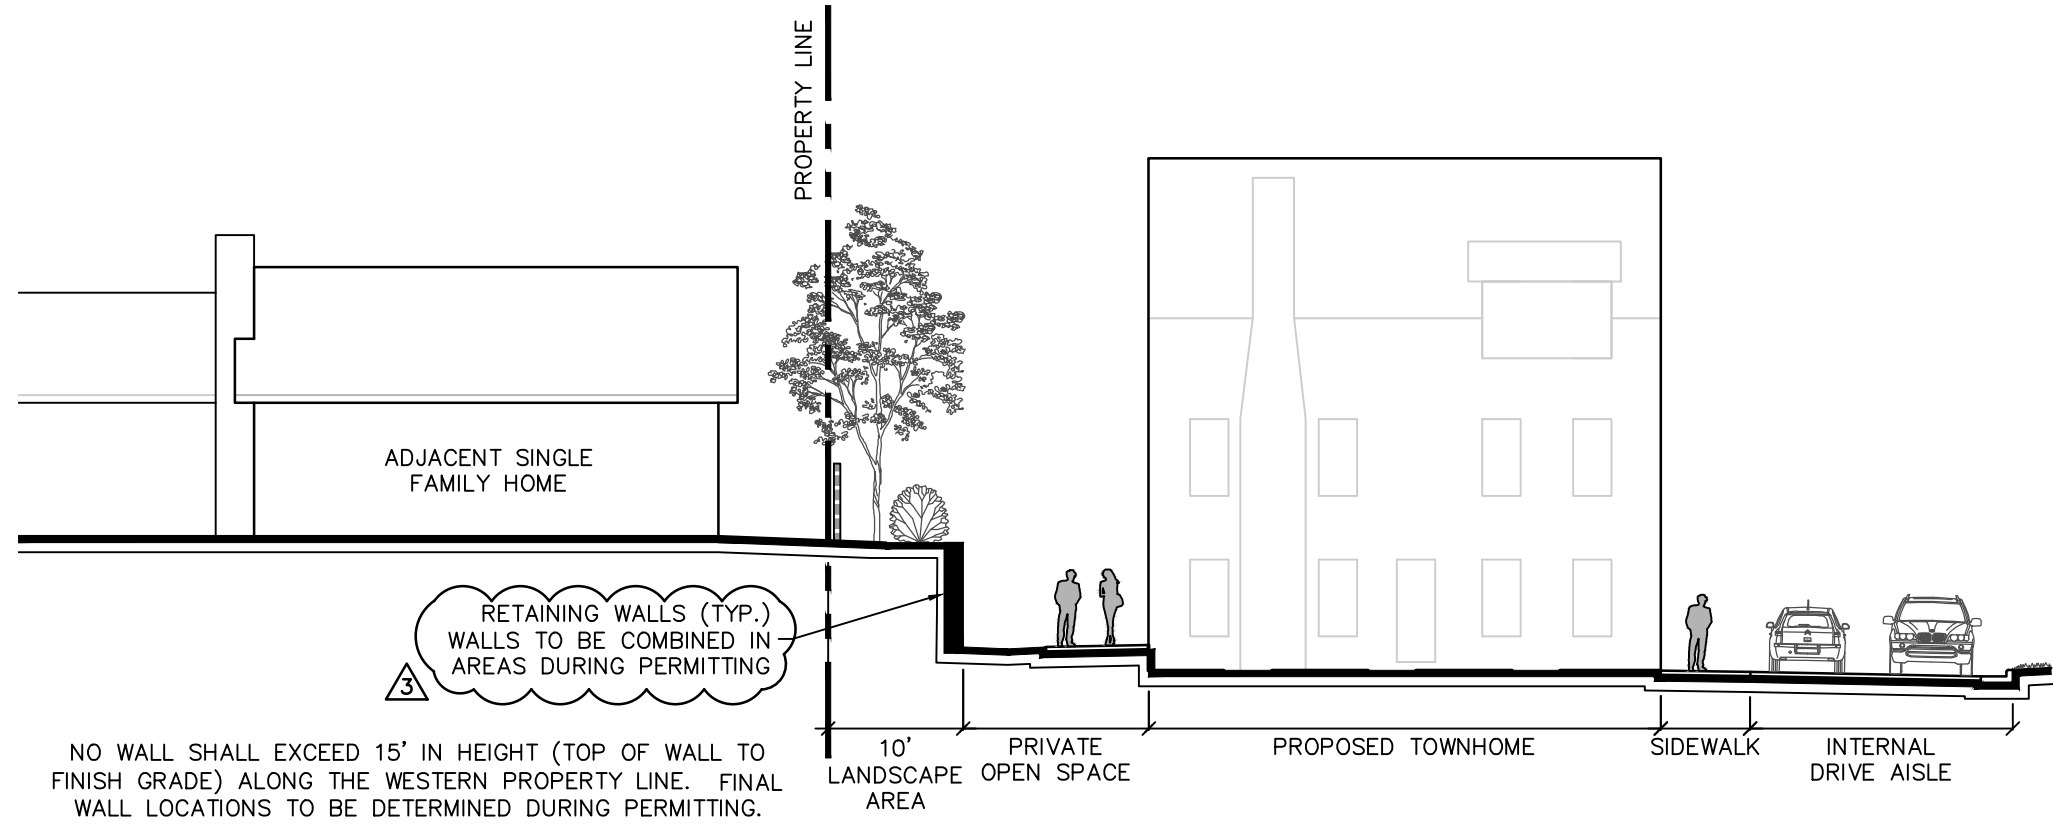 PROPERTY LINE
ADJACENT SINGLE
FAMILY HOME
RETAINING WALLS (TYP.)
WALLS TO BE COMBINED IN
AREAS DURING PERMITTING
3
NO WALL SHALL EXCEED 15' IN HEIGHT (TOP OF WALL TO
FINISH GRADE) ALONG THE WESTERN PROPERTY LINE. FINAL
WALL LOCATIONS TO BE DETERMINED DURING PERMITTING.
10'
LANDSCAPE
AREA
PRIVATE
OPEN SPACE
PROPOSED TOWNHOME
SIDEWALK
INTERNAL
DRIVE AISLE